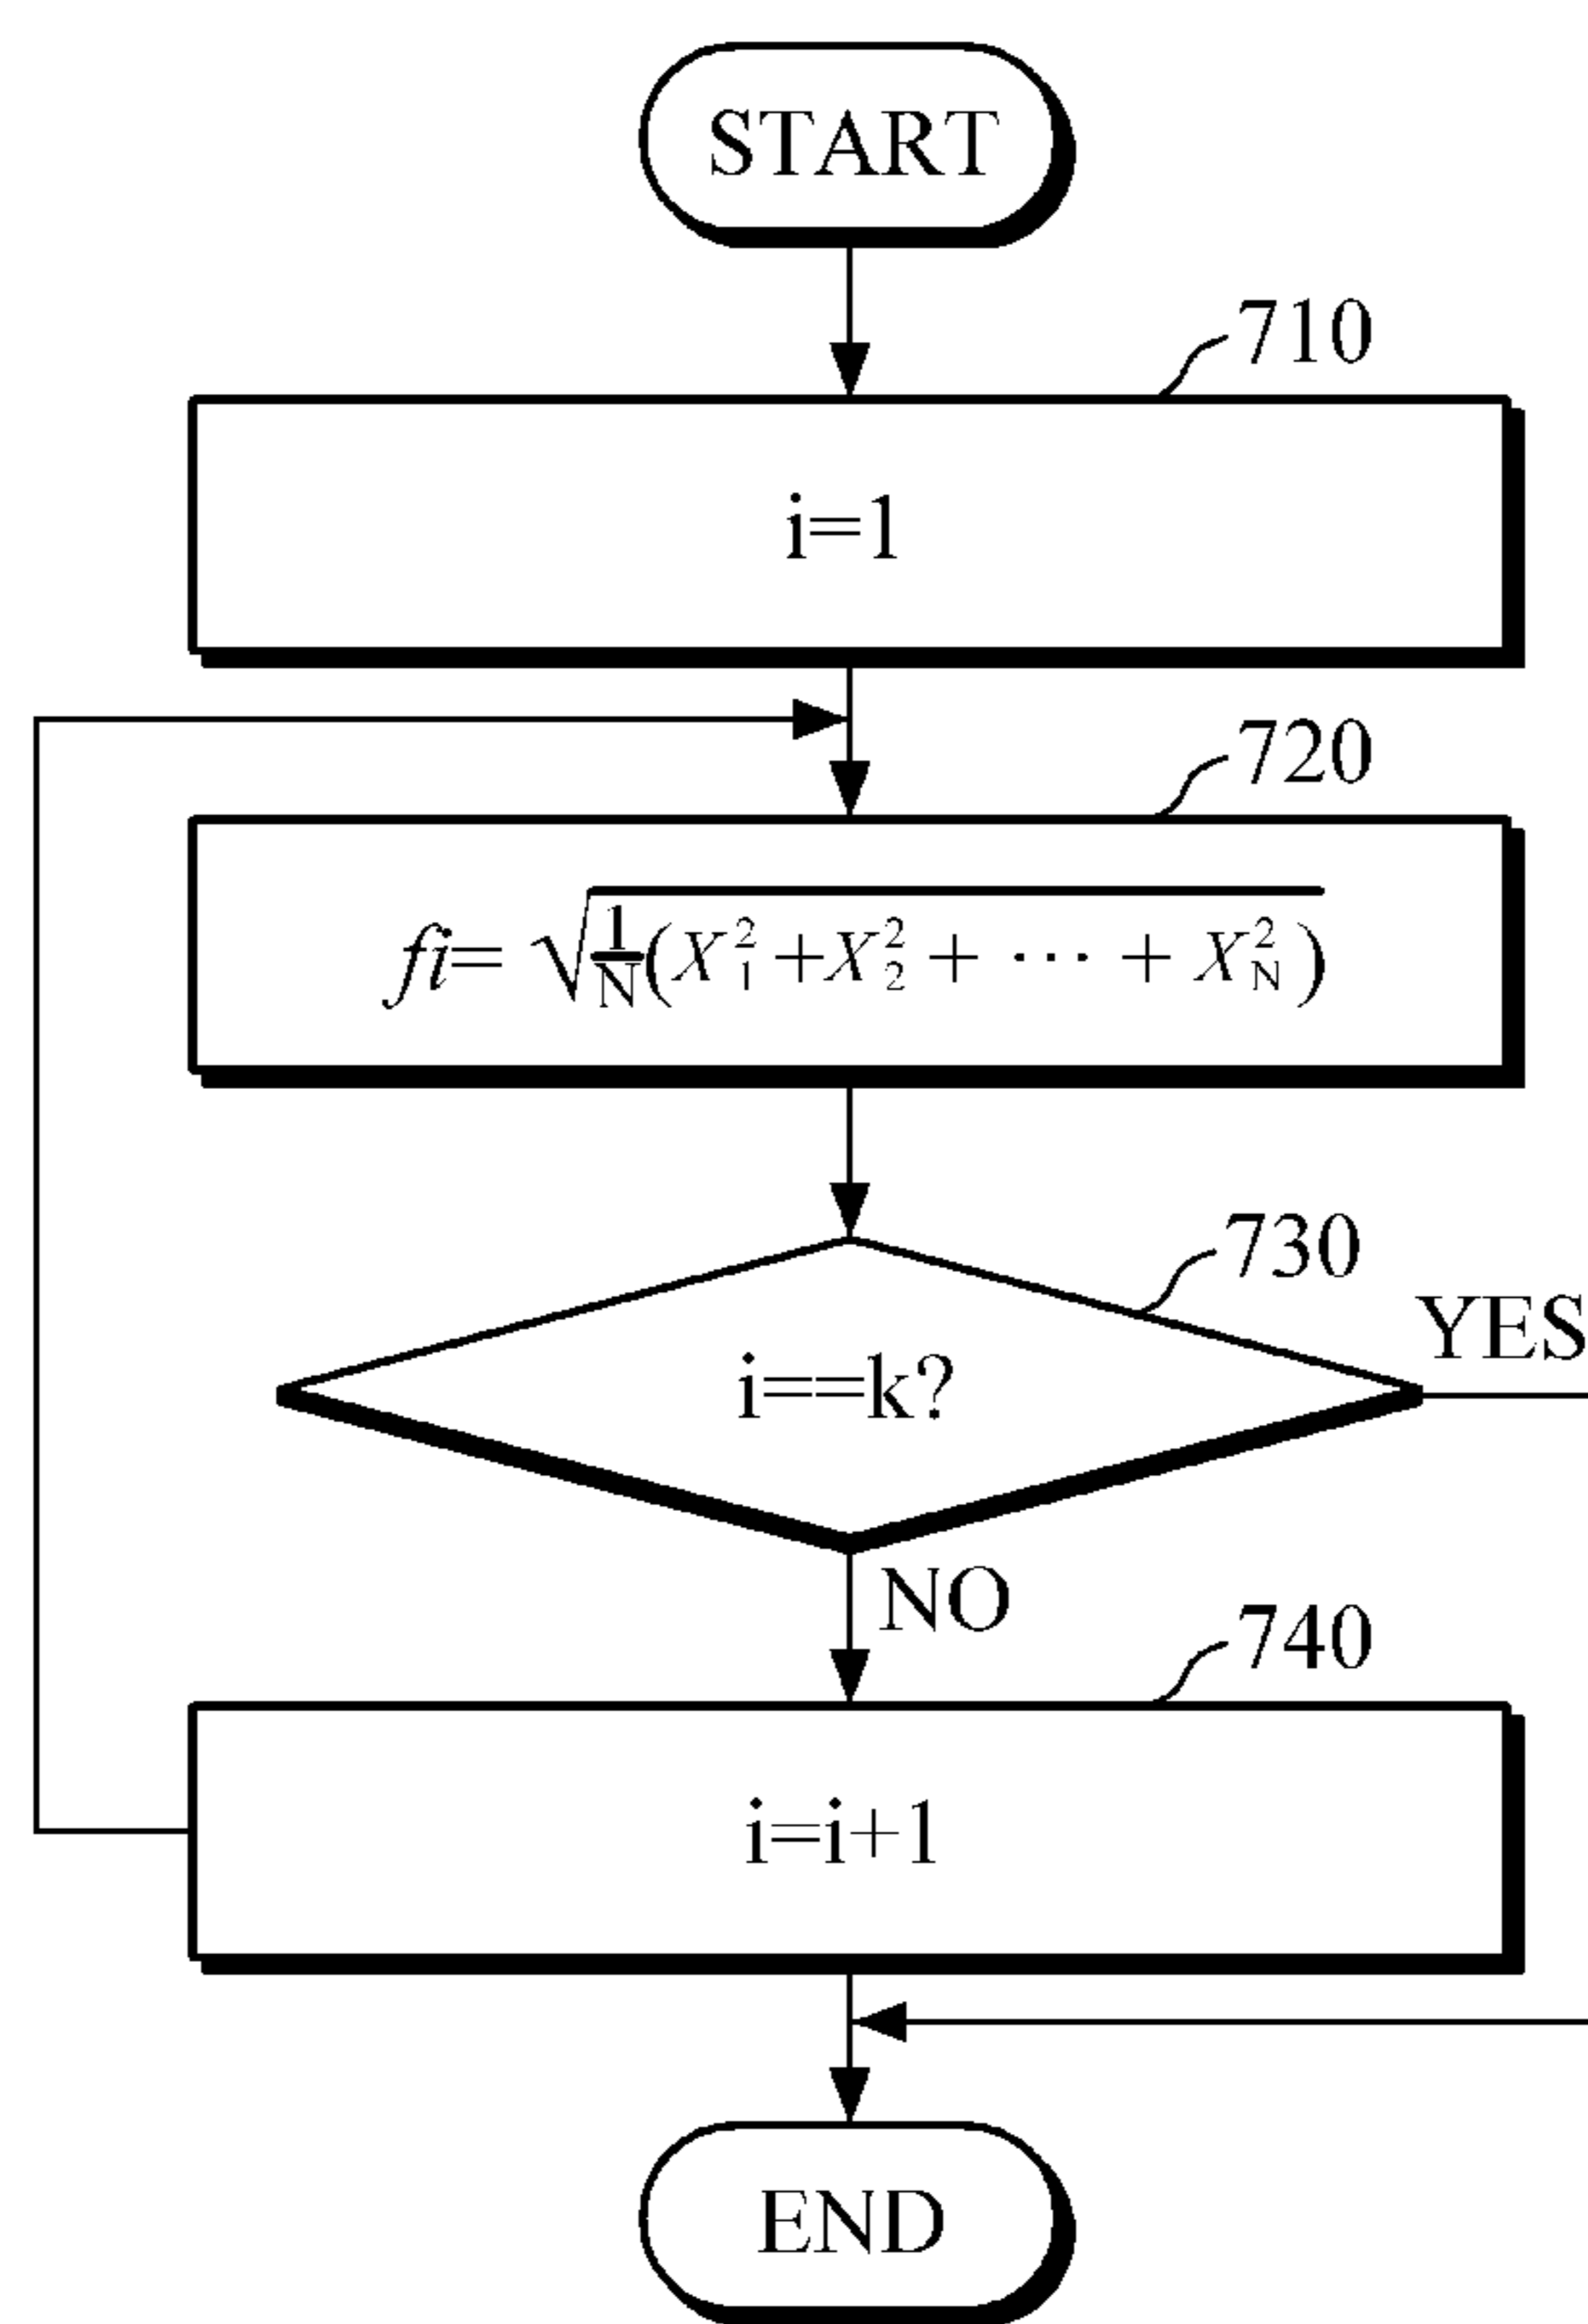 START
710
i=1
720
fi= √ 1/N (X₁² + X₂² + ⋯ + X_N²)
730
YES
i==k?
NO
740
i=i+1
END